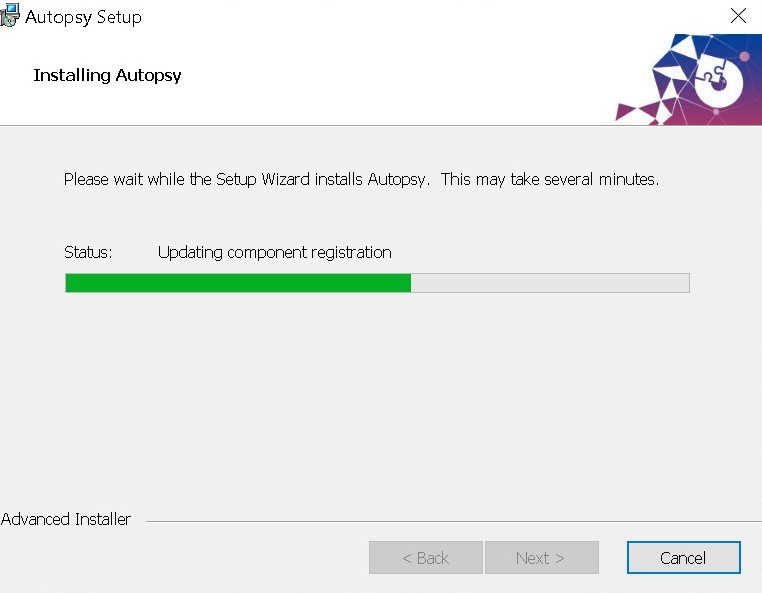 Autopsy Setup
Installing Autopsy
Please wait while the Setup Wizard installs Autopsy. This may take several minutes.
Status: Updating component registration
Advanced Installer
< Back Next > Cancel